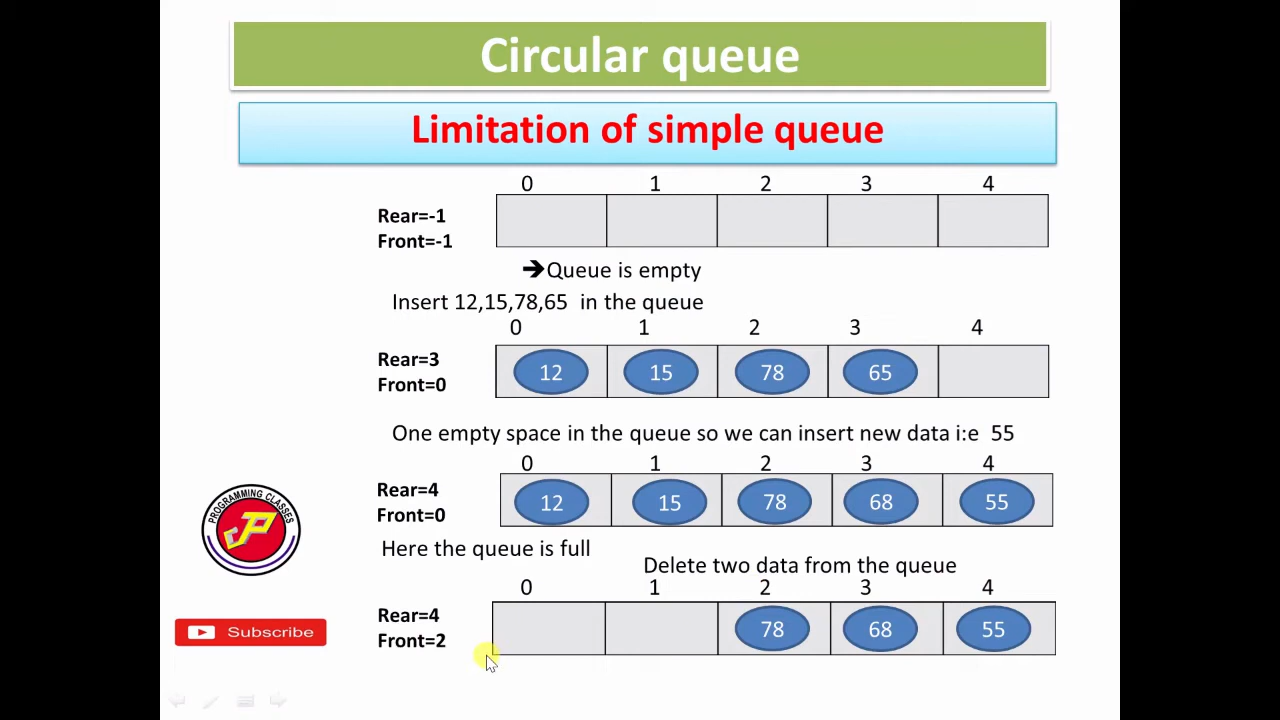 Circular queue
Limitation of simple queue
0 1 2 3 4
Rear=-1
Front=-1
➔Queue is empty
Insert 12,15,78,65 in the queue
0 1 2 3 4
Rear=3
Front=0
12 15 78 65
One empty space in the queue so we can insert new data i:e 55
0 1 2 3 4
Rear=4
Front=0
12 15 78 68 55
Here the queue is full
Delete two data from the queue
0 1 2 3 4
Rear=4
Front=2
78 68 55
PROGRAMMING CLASSES
JP
Subscribe